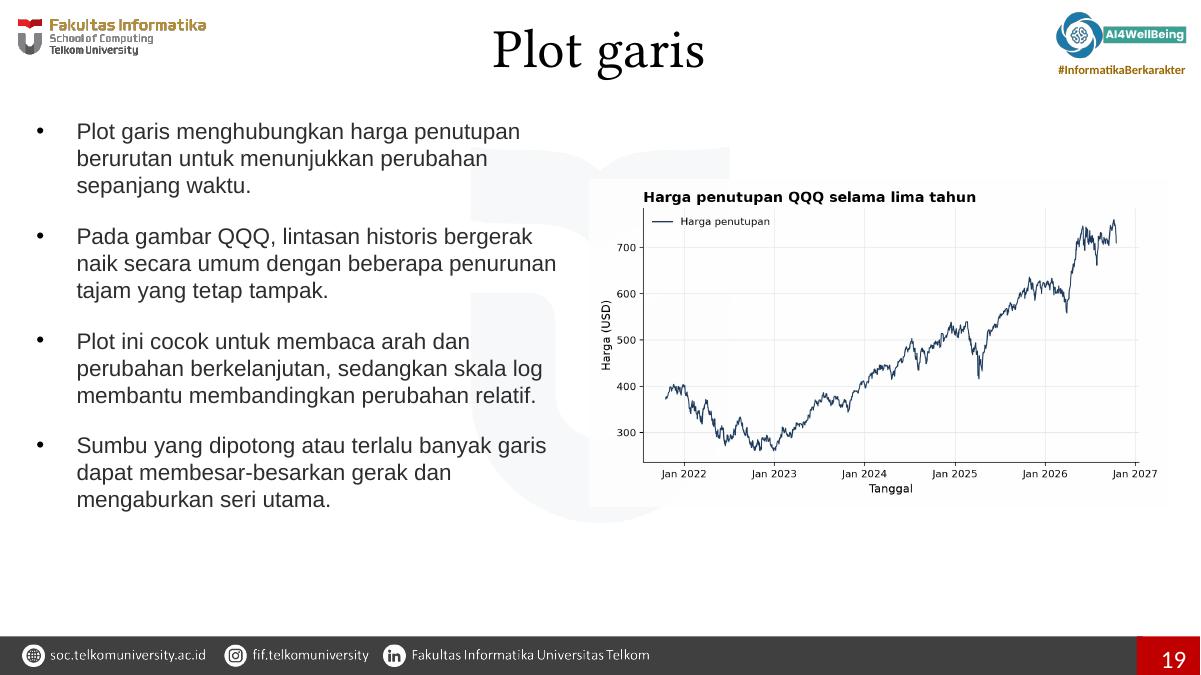 Fakultas Informatika
School of Computing
Telkom University
Plot garis
AI4WellBeing
#InformatikaBerkarakter
• Plot garis menghubungkan harga penutupan
berurutan untuk menunjukkan perubahan
sepanjang waktu.
• Pada gambar QQQ, lintasan historis bergerak
naik secara umum dengan beberapa penurunan
tajam yang tetap tampak.
• Plot ini cocok untuk membaca arah dan
perubahan berkelanjutan, sedangkan skala log
membantu membandingkan perubahan relatif.
• Sumbu yang dipotong atau terlalu banyak garis
dapat membesar-besarkan gerak dan
mengaburkan seri utama.
Harga penutupan QQQ selama lima tahun
Harga penutupan
Harga (USD)
700
600
500
400
300
Jan 2022 Jan 2023 Jan 2024 Jan 2025 Jan 2026 Jan 2027
Tanggal
soc.telkomuniversity.ac.id fif.telkomuniversity Fakultas Informatika Universitas Telkom
19